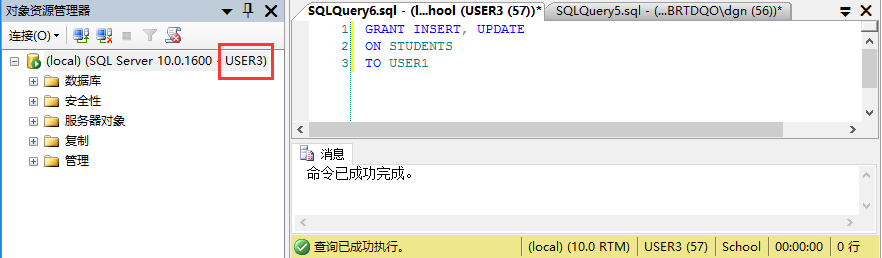 对象资源管理器
连接(O)
(local) (SQL Server 10.0.1600 - USER3)
数据库
安全性
服务器对象
复制
管理
SQLQuery6.sql - (l...hool (USER3 (57))*
SQLQuery5.sql - (...BRTDQO\dgn (56))*
1 GRANT INSERT, UPDATE
2 ON STUDENTS
3 TO USER1
消息
命令已成功完成。
查询已成功执行。
(local) (10.0 RTM)
USER3 (57)
School
00:00:00
0 行